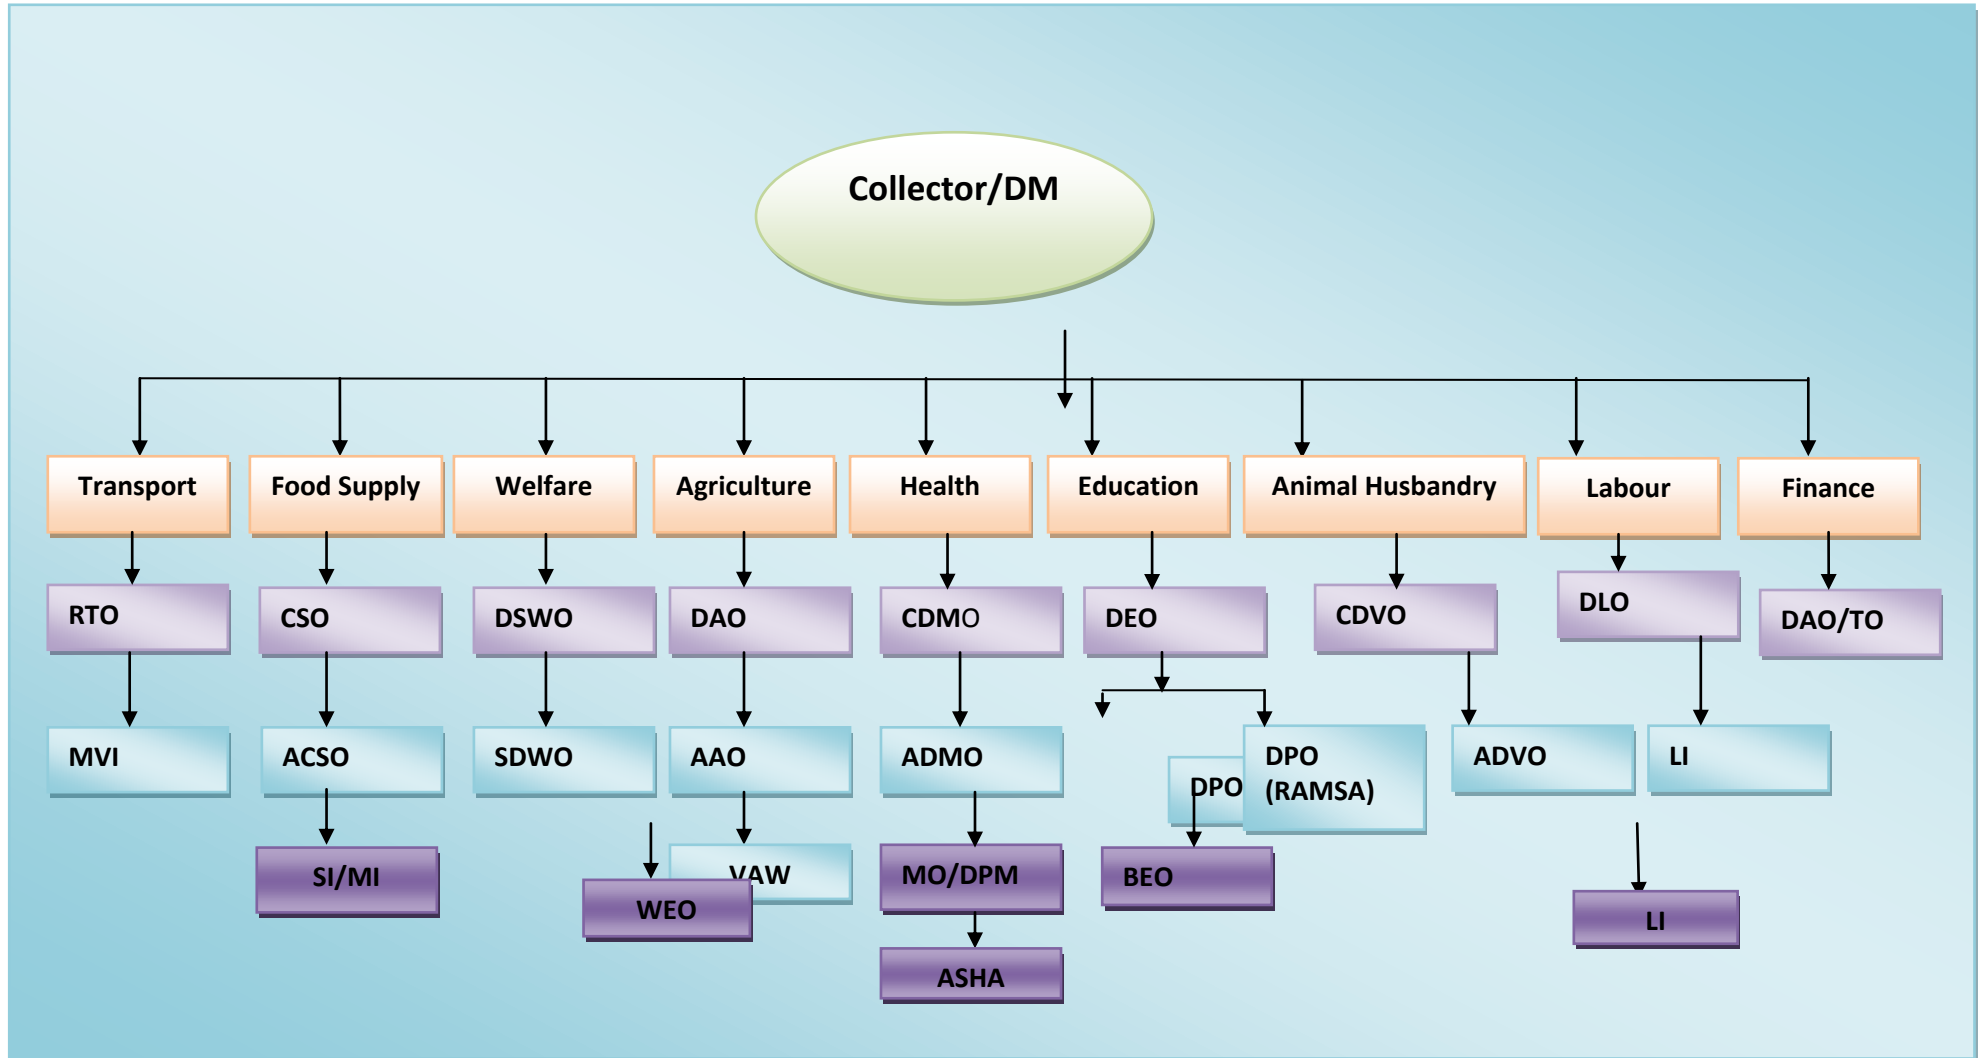 Collector/DM
Transport
Food Supply
Welfare
Agriculture
Health
Education
Animal Husbandry
Labour
Finance
RTO
CSO
DSWO
DAO
CDMO
DEO
CDVO
DLO
DAO/TO
MVI
ACSO
SDWO
AAO
ADMO
DPO
DPO
(RAMSA)
ADVO
LI
SI/MI
WEO
VAW
MO/DPM
BEO
LI
ASHA